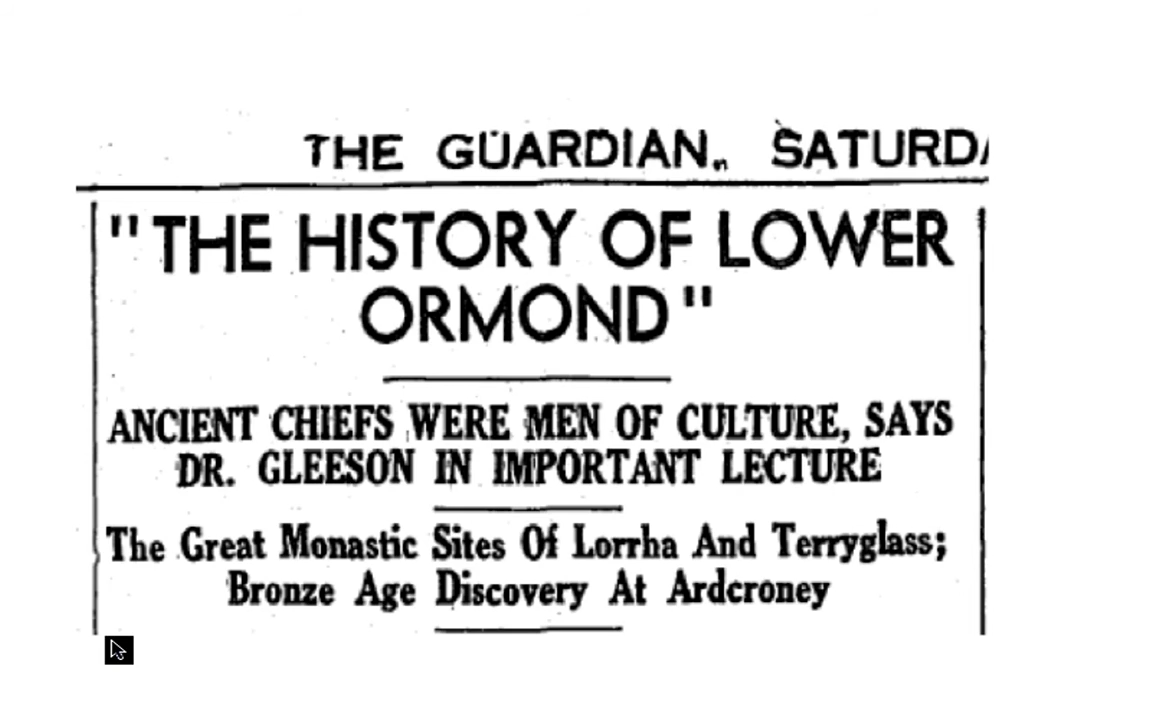 THE GUARDIAN, SATURD
"THE HISTORY OF LOWER
ORMOND"
ANCIENT CHIEFS WERE MEN OF CULTURE, SAYS
DR. GLEESON IN IMPORTANT LECTURE
The Great Monastic Sites Of Lorrha And Terryglass;
Bronze Age Discovery At Ardcroney